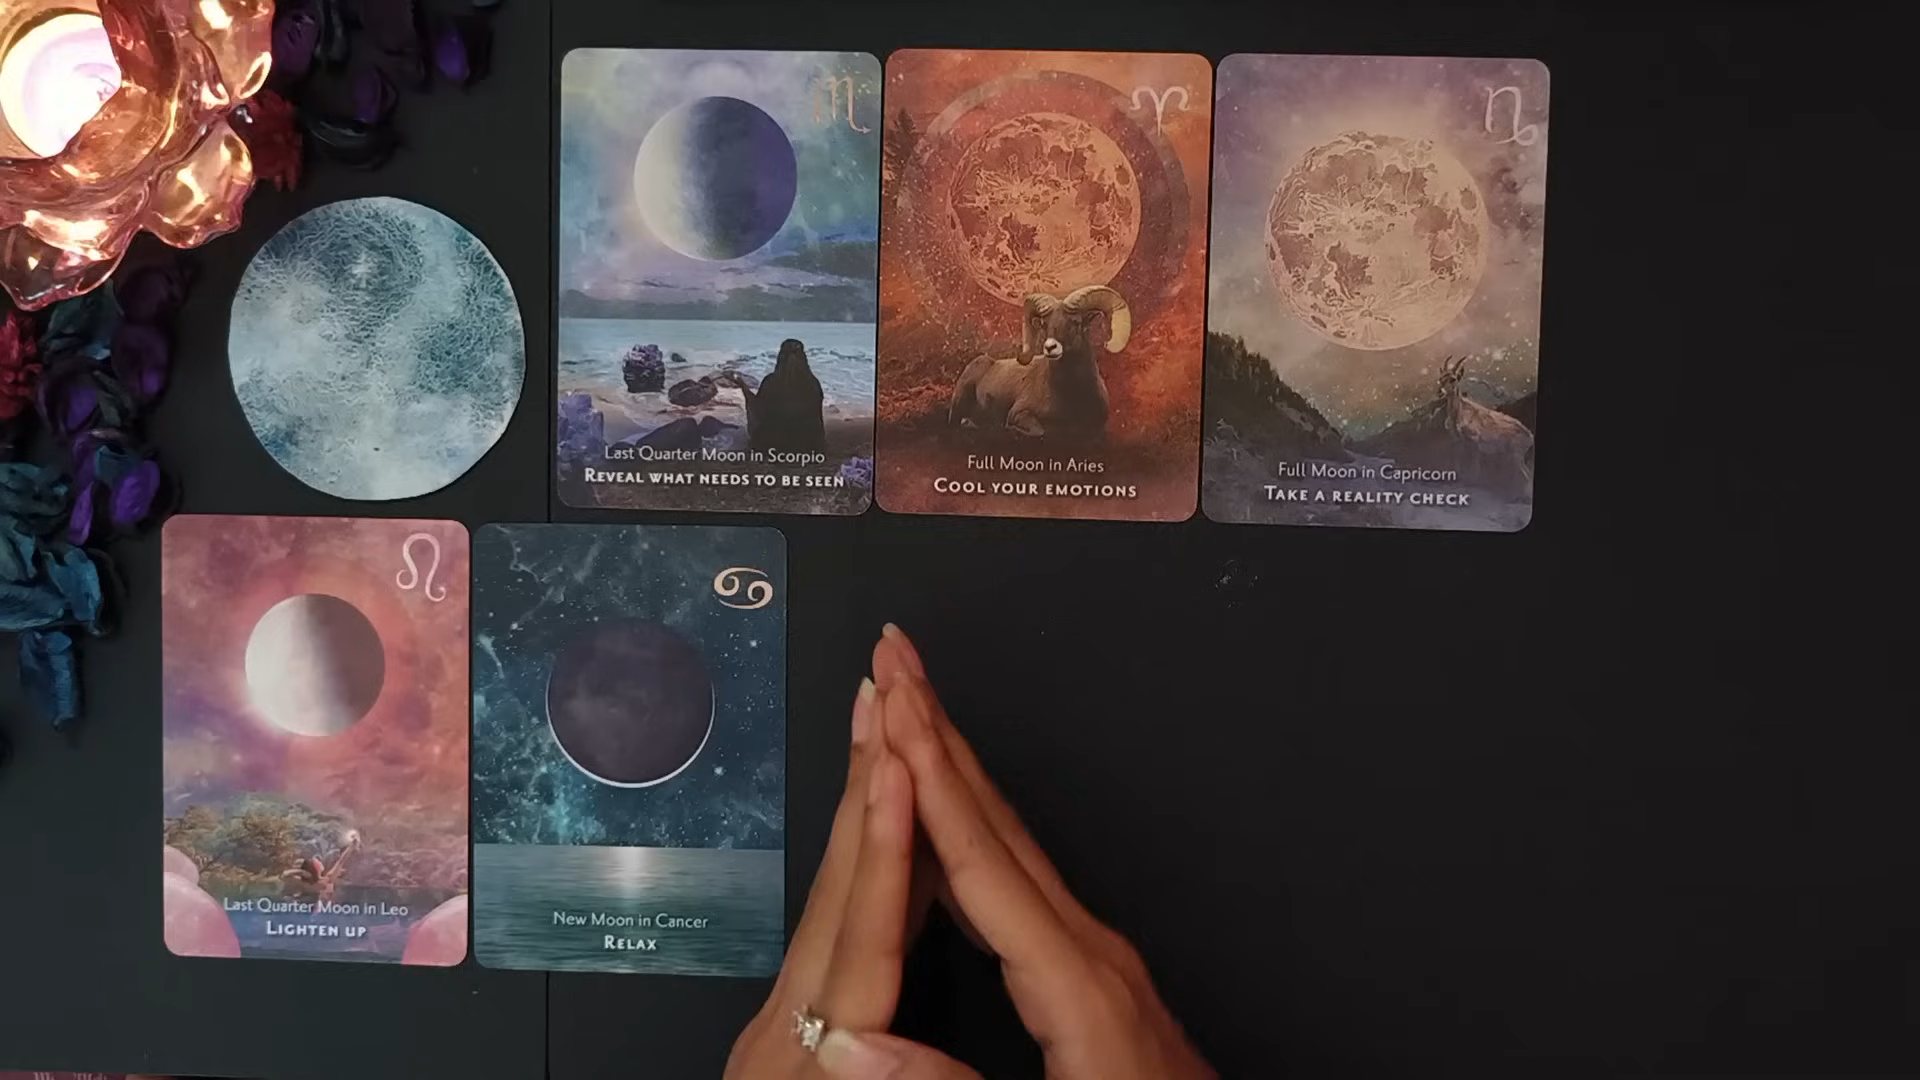 Last Quarter Moon in Scorpio
REVEAL WHAT NEEDS TO BE SEEN
Full Moon in Aries
COOL YOUR EMOTIONS
Full Moon in Capricorn
TAKE A REALITY CHECK
Last Quarter Moon in Leo
LIGHTEN UP
New Moon in Cancer
RELAX